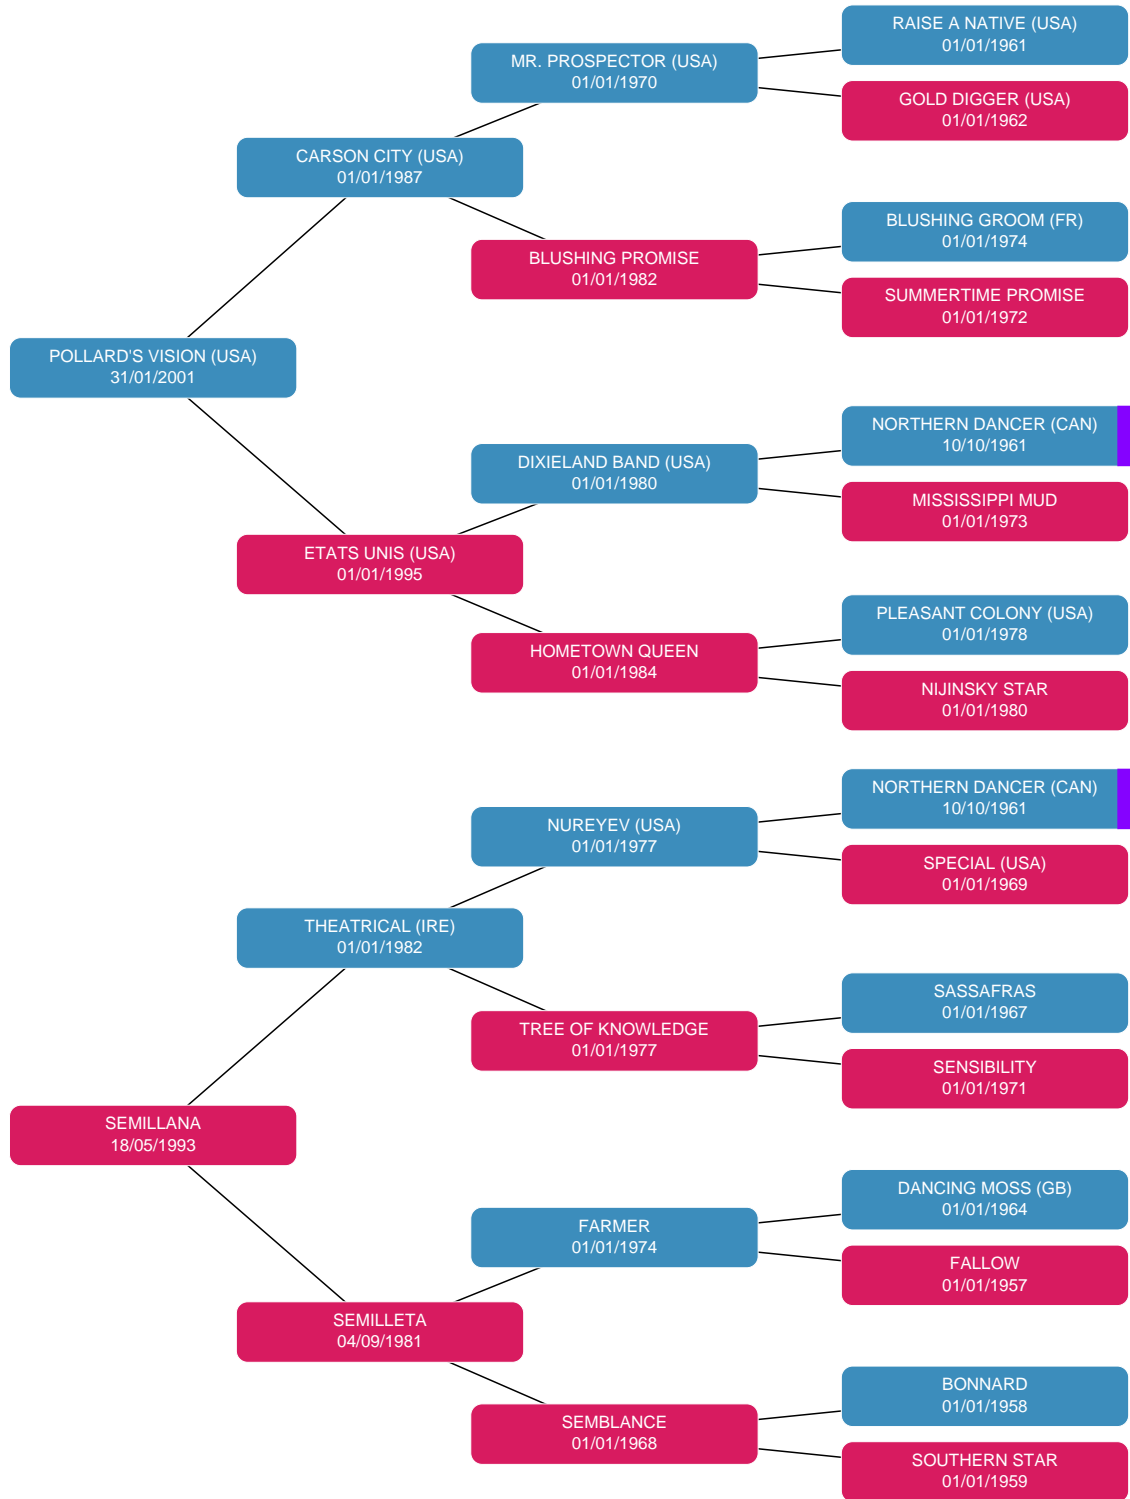 RAISE A NATIVE (USA)
01/01/1961
MR. PROSPECTOR (USA)
01/01/1970
GOLD DIGGER (USA)
01/01/1962
CARSON CITY (USA)
01/01/1987
BLUSHING GROOM (FR)
01/01/1974
BLUSHING PROMISE
01/01/1982
SUMMERTIME PROMISE
01/01/1972
POLLARD'S VISION (USA)
31/01/2001
NORTHERN DANCER (CAN)
10/10/1961
DIXIELAND BAND (USA)
01/01/1980
MISSISSIPPI MUD
01/01/1973
ETATS UNIS (USA)
01/01/1995
PLEASANT COLONY (USA)
01/01/1978
HOMETOWN QUEEN
01/01/1984
NIJINSKY STAR
01/01/1980
NORTHERN DANCER (CAN)
10/10/1961
NUREYEV (USA)
01/01/1977
SPECIAL (USA)
01/01/1969
THEATRICAL (IRE)
01/01/1982
SASSAFRAS
01/01/1967
TREE OF KNOWLEDGE
01/01/1977
SENSIBILITY
01/01/1971
SEMILLANA
18/05/1993
DANCING MOSS (GB)
01/01/1964
FARMER
01/01/1974
FALLOW
01/01/1957
SEMILLETA
04/09/1981
BONNARD
01/01/1958
SEMBLANCE
01/01/1968
SOUTHERN STAR
01/01/1959